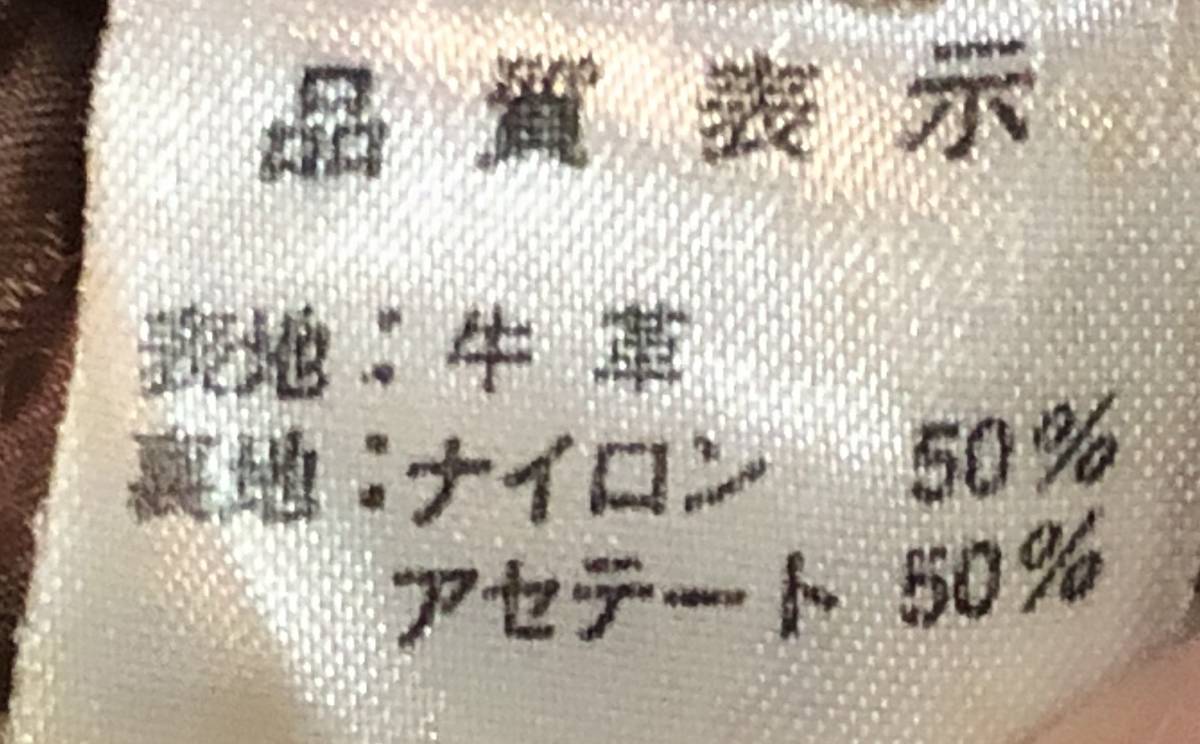 品質表示
表地：牛革
裏地：ナイロン 50%
アセテート 50%